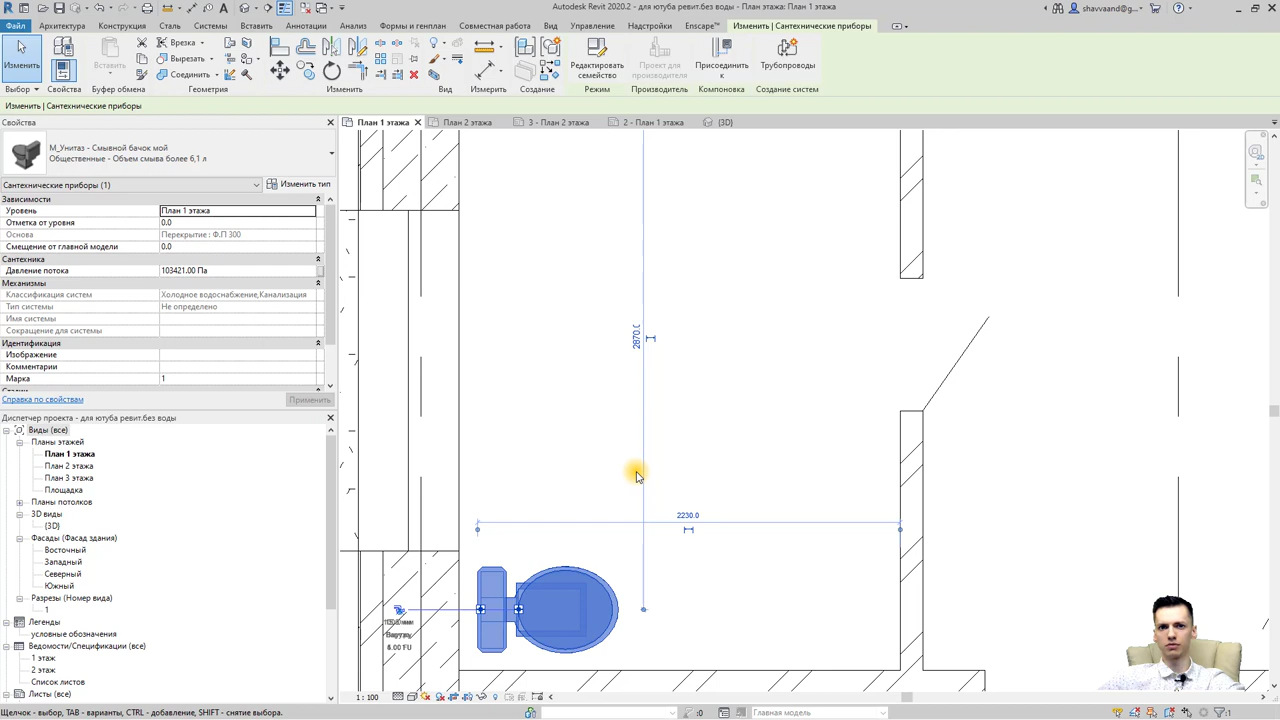 Autodesk Revit 2020.2 - для ютуба ревит.без воды - План этажа: План 1 этажа
shavvaand@g...
Файл Архитектура Конструкция Сталь Системы Вставить Аннотации Анализ Формы и генплан Совместная работа Вид Управление Надстройки Enscape™ Изменить | Сантехнические приборы
Изменить
Вставить
Врезка
Вырезать
Соединить
Редактировать семейство
Проект для производителя
Присоединить к
Трубопроводы
Выбор Свойства Буфер обмена Геометрия Изменить Вид Измерить Создание Режим Производитель Компоновка Создание систем
Изменить | Сантехнические приборы
Свойства
М_Унитаз - Смывной бачок мой
Общественные - Объем смыва более 6,1 л
Сантехнические приборы (1)
Изменить тип
Зависимости
Уровень План 1 этажа
Отметка от уровня 0.0
Основа Перекрытие : Ф.П 300
Смещение от главной модели 0.0
Сантехника
Давление потока 103421.00 Па
Механизмы
Классификация систем Холодное водоснабжение,Канализация
Тип системы Не определено
Имя системы
Сокращение для системы
Идентификация
Изображение
Комментарии
Марка 1
Справка по свойствам
Применить
Диспетчер проекта - для ютуба ревит.без воды
Виды (все)
Планы этажей
План 1 этажа
План 2 этажа
План 3 этажа
Площадка
Планы потолков
3D виды
{3D}
Фасады (Фасад здания)
Восточный
Западный
Северный
Южный
Разрезы (Номер вида)
1
Легенды
условные обозначения
Ведомости/Спецификации (все)
1 этаж
2 этаж
Список листов
Листы (все)
План 1 этажа
План 2 этажа
3 - План 2 этажа
2 - План 1 этажа
{3D}
2870.0
2230.0
1 : 100
Щелчок - выбор, TAB - варианты, CTRL - добавление, SHIFT - снятие выбора.
:0
Главная модель
:1